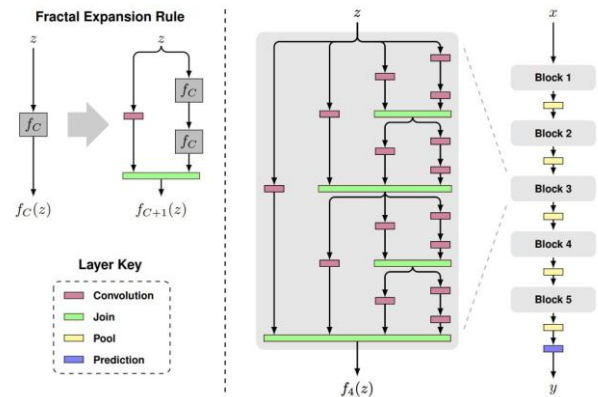 Fractal Expansion Rule
z
f_C
f_C(z)
z
f_C
f_C
f_{C+1}(z)
Layer Key
Convolution
Join
Pool
Prediction
z
f_4(z)
x
Block 1
Block 2
Block 3
Block 4
Block 5
y